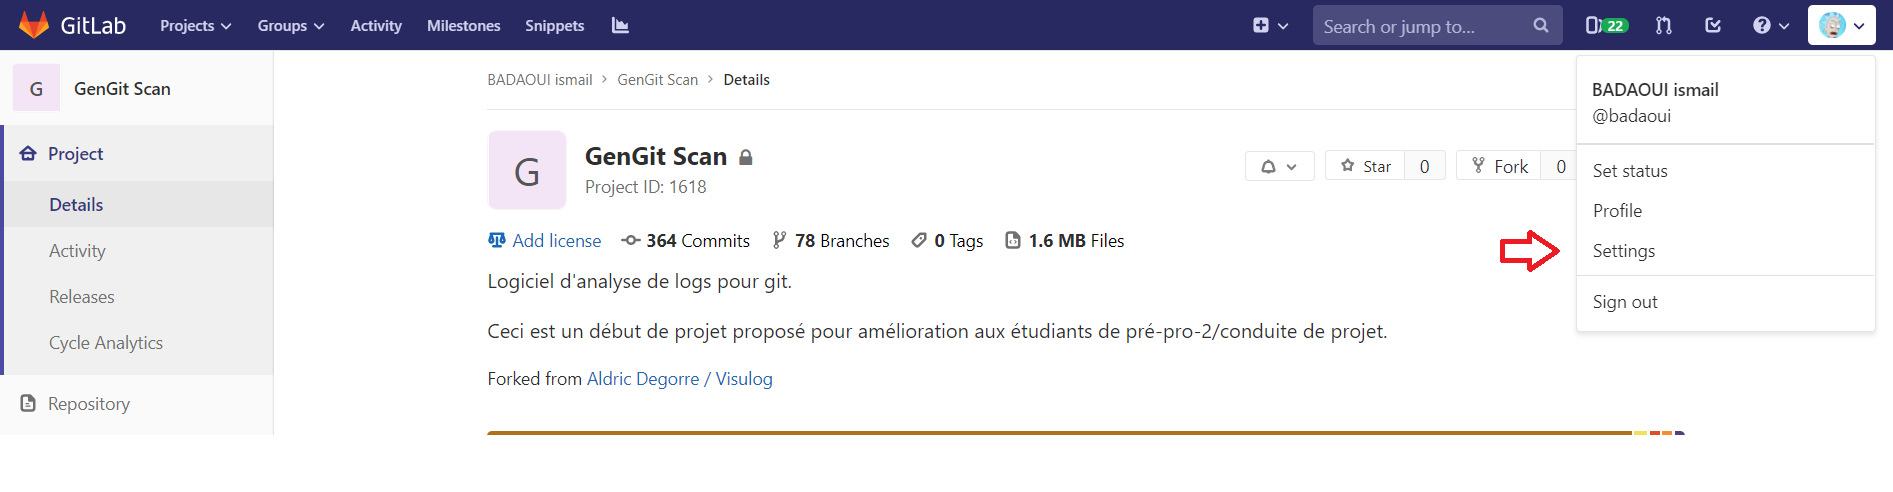 GitLab Projects Groups Activity Milestones Snippets Search or jump to... 22
G GenGit Scan
Project
Details
Activity
Releases
Cycle Analytics
Repository
BADAOUI ismail > GenGit Scan > Details
G
GenGit Scan
Project ID: 1618
Star 0 Fork 0
Add license 364 Commits 78 Branches 0 Tags 1.6 MB Files
Logiciel d'analyse de logs pour git.
Ceci est un début de projet proposé pour amélioration aux étudiants de pré-pro-2/conduite de projet.
Forked from Aldric Degorre / Visulog
BADAOUI ismail
@badaoui
Set status
Profile
Settings
Sign out